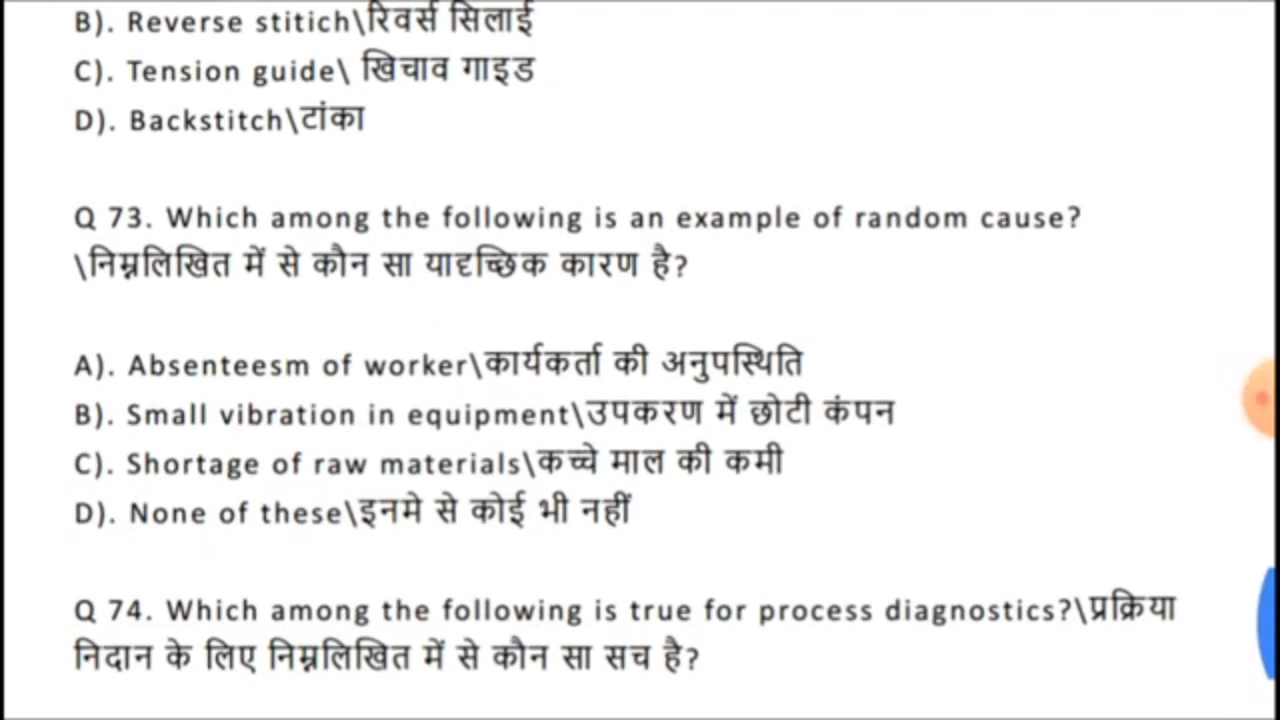 B). Reverse stitich\रिवर्स सिलाई
C). Tension guide\ खिचाव गाइड
D). Backstitch\टांका
Q 73. Which among the following is an example of random cause?
\निम्नलिखित में से कौन सा यादृच्छिक कारण है?
A). Absenteesm of worker\कार्यकर्ता की अनुपस्थिति
B). Small vibration in equipment\उपकरण में छोटी कंपन
C). Shortage of raw materials\कच्चे माल की कमी
D). None of these\इनमे से कोई भी नहीं
Q 74. Which among the following is true for process diagnostics?\प्रक्रिया
निदान के लिए निम्नलिखित में से कौन सा सच है?